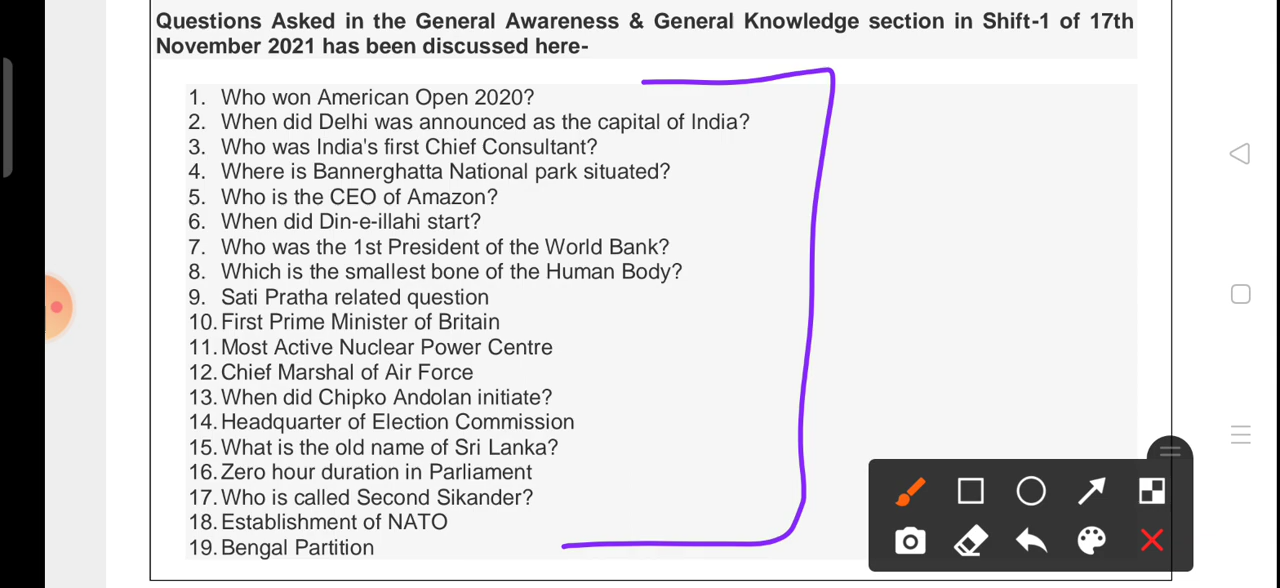 Questions Asked in the General Awareness & General Knowledge section in Shift-1 of 17th
November 2021 has been discussed here-
1. Who won American Open 2020?
2. When did Delhi was announced as the capital of India?
3. Who was India's first Chief Consultant?
4. Where is Bannerghatta National park situated?
5. Who is the CEO of Amazon?
6. When did Din-e-illahi start?
7. Who was the 1st President of the World Bank?
8. Which is the smallest bone of the Human Body?
9. Sati Pratha related question
10. First Prime Minister of Britain
11. Most Active Nuclear Power Centre
12. Chief Marshal of Air Force
13. When did Chipko Andolan initiate?
14. Headquarter of Election Commission
15. What is the old name of Sri Lanka?
16. Zero hour duration in Parliament
17. Who is called Second Sikander?
18. Establishment of NATO
19. Bengal Partition